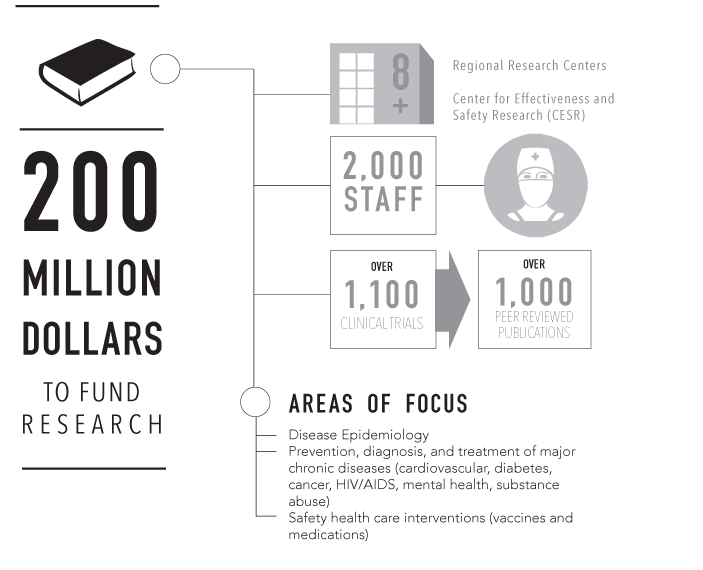 200
MILLION
DOLLARS
TO FUND
RESEARCH
8
+
Regional Research Centers
Center for Effectiveness and
Safety Research (CESR)
2,000
STAFF
OVER
1,100
CLINICAL TRIALS
OVER
1,000
PEER REVIEWED
PUBLICATIONS
AREAS OF FOCUS
Disease Epidemiology
Prevention, diagnosis, and treatment of major
chronic diseases (cardiovascular, diabetes,
cancer, HIV/AIDS, mental health, substance
abuse)
Safety health care interventions (vaccines and
medications)